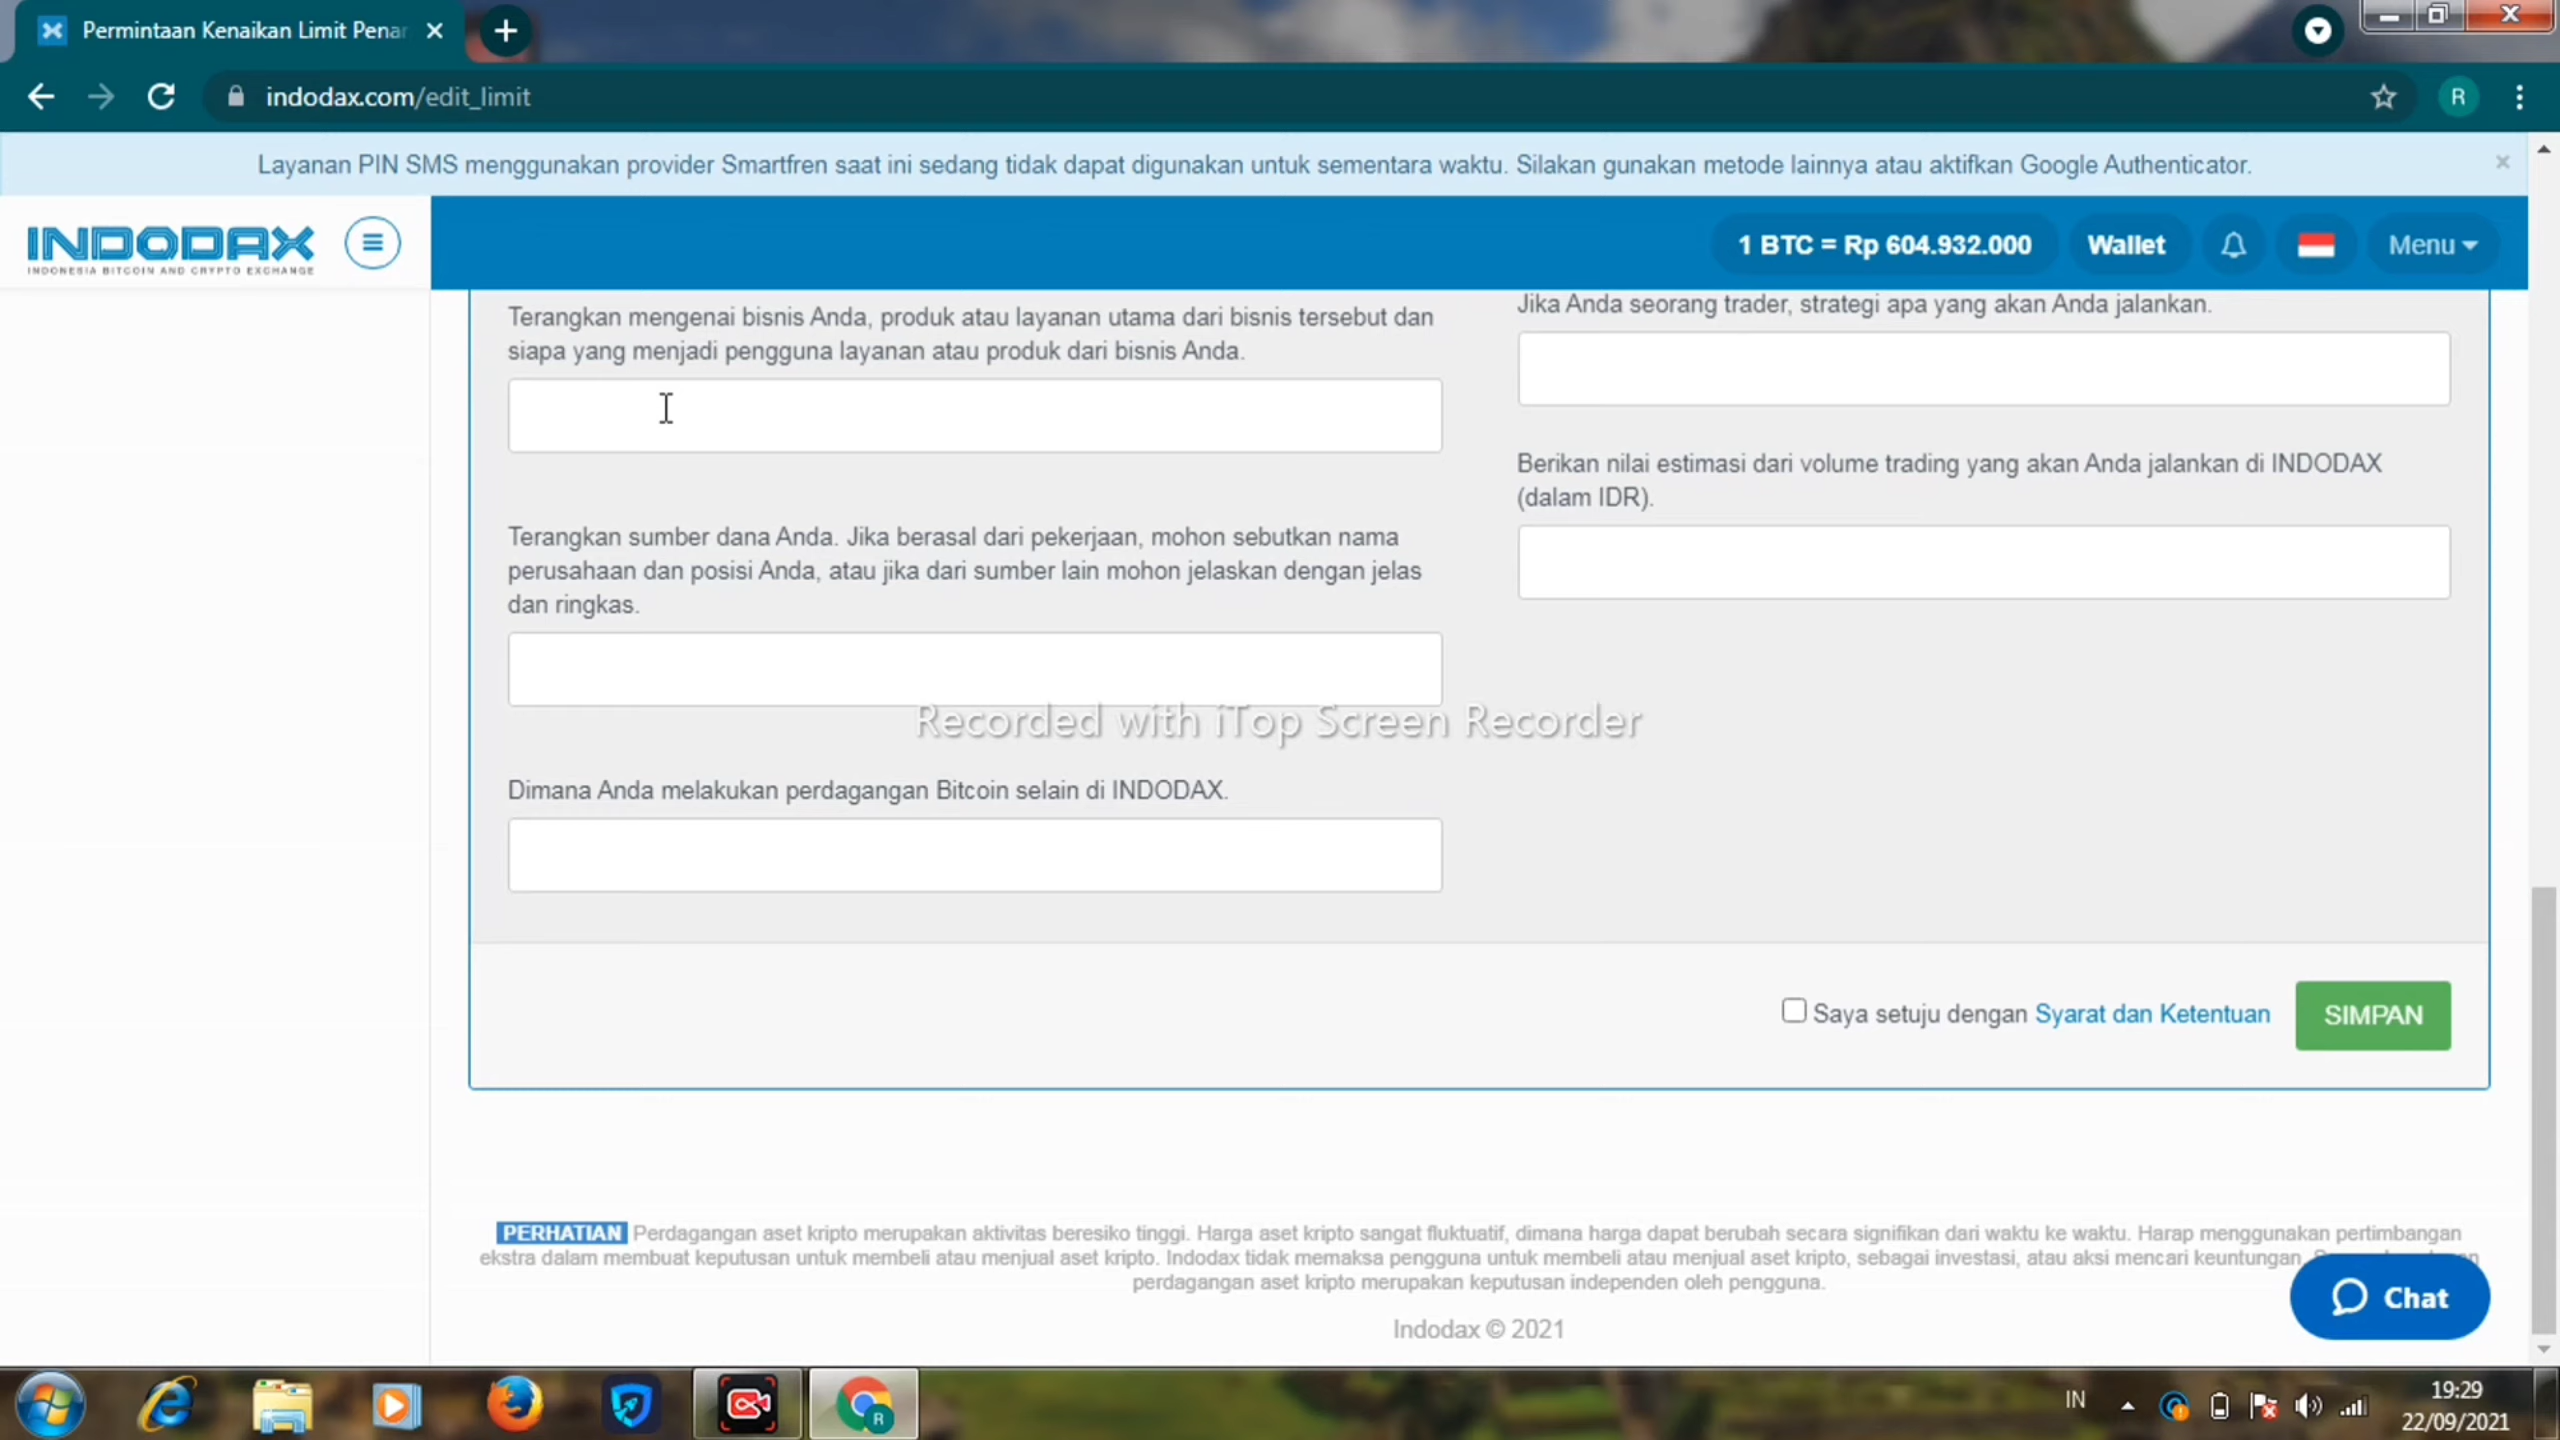 Permintaan Kenaikan Limit Penar
indodax.com/edit_limit
R
Layanan PIN SMS menggunakan provider Smartfren saat ini sedang tidak dapat digunakan untuk sementara waktu. Silakan gunakan metode lainnya atau aktifkan Google Authenticator.
INDODAX
INDONESIA BITCOIN AND CRYPTO EXCHANGE
1 BTC = Rp 604.932.000
Wallet
Menu
Terangkan mengenai bisnis Anda, produk atau layanan utama dari bisnis tersebut dan
siapa yang menjadi pengguna layanan atau produk dari bisnis Anda.
Jika Anda seorang trader, strategi apa yang akan Anda jalankan.
Berikan nilai estimasi dari volume trading yang akan Anda jalankan di INDODAX
(dalam IDR).
Terangkan sumber dana Anda. Jika berasal dari pekerjaan, mohon sebutkan nama
perusahaan dan posisi Anda, atau jika dari sumber lain mohon jelaskan dengan jelas
dan ringkas.
Recorded with iTop Screen Recorder
Dimana Anda melakukan perdagangan Bitcoin selain di INDODAX.
Saya setuju dengan Syarat dan Ketentuan
SIMPAN
PERHATIAN Perdagangan aset kripto merupakan aktivitas beresiko tinggi. Harga aset kripto sangat fluktuatif, dimana harga dapat berubah secara signifikan dari waktu ke waktu. Harap menggunakan pertimbangan
ekstra dalam membuat keputusan untuk membeli atau menjual aset kripto. Indodax tidak memaksa pengguna untuk membeli atau menjual aset kripto, sebagai investasi, atau aksi mencari keuntungan.
perdagangan aset kripto merupakan keputusan independen oleh pengguna.
Chat
Indodax © 2021
R
IN
19:29
22/09/2021